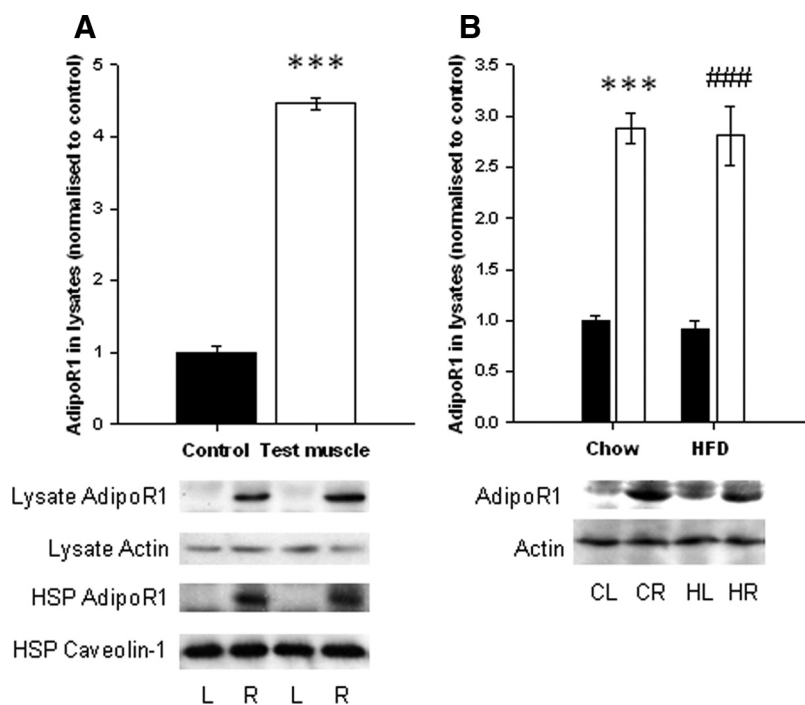 A
AdipoR1 in lysates (normalised to control)
5
4
3
2
1
0
***
Control Test muscle
Lysate AdipoR1
Lysate Actin
HSP AdipoR1
HSP Caveolin-1
L R L R
B
AdipoR1 in lysates (normalised to control)
3.5
3.0
2.5
2.0
1.5
1.0
0.5
0.0
***
###
Chow HFD
AdipoR1
Actin
CL CR HL HR